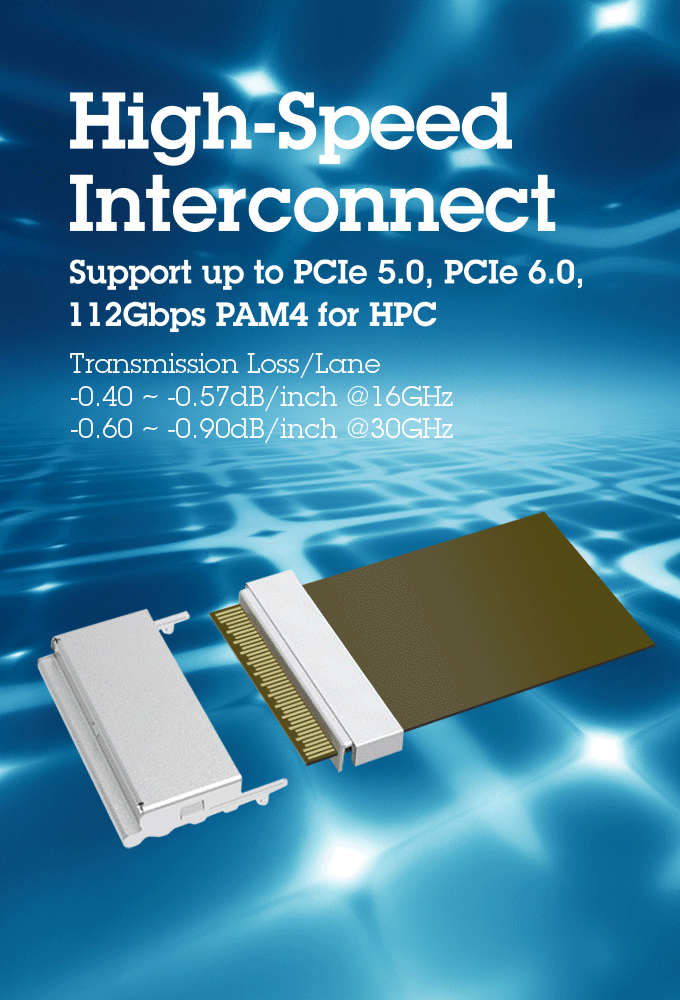 High-Speed
Interconnect
Support up to PCIe 5.0, PCIe 6.0,
112Gbps PAM4 for HPC
Transmission Loss/Lane
-0.40 ~ -0.57dB/inch @16GHz
-0.60 ~ -0.90dB/inch @30GHz